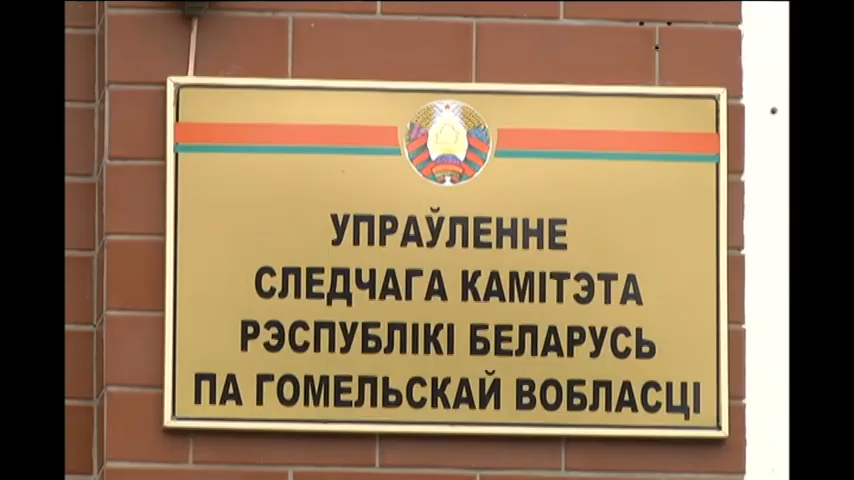 УПРАЎЛЕННЕ
СЛЕДЧАГА КАМІТЭТА
РЭСПУБЛІКІ БЕЛАРУСЬ
ПА ГОМЕЛЬСКАЙ ВОБЛАСЦІ